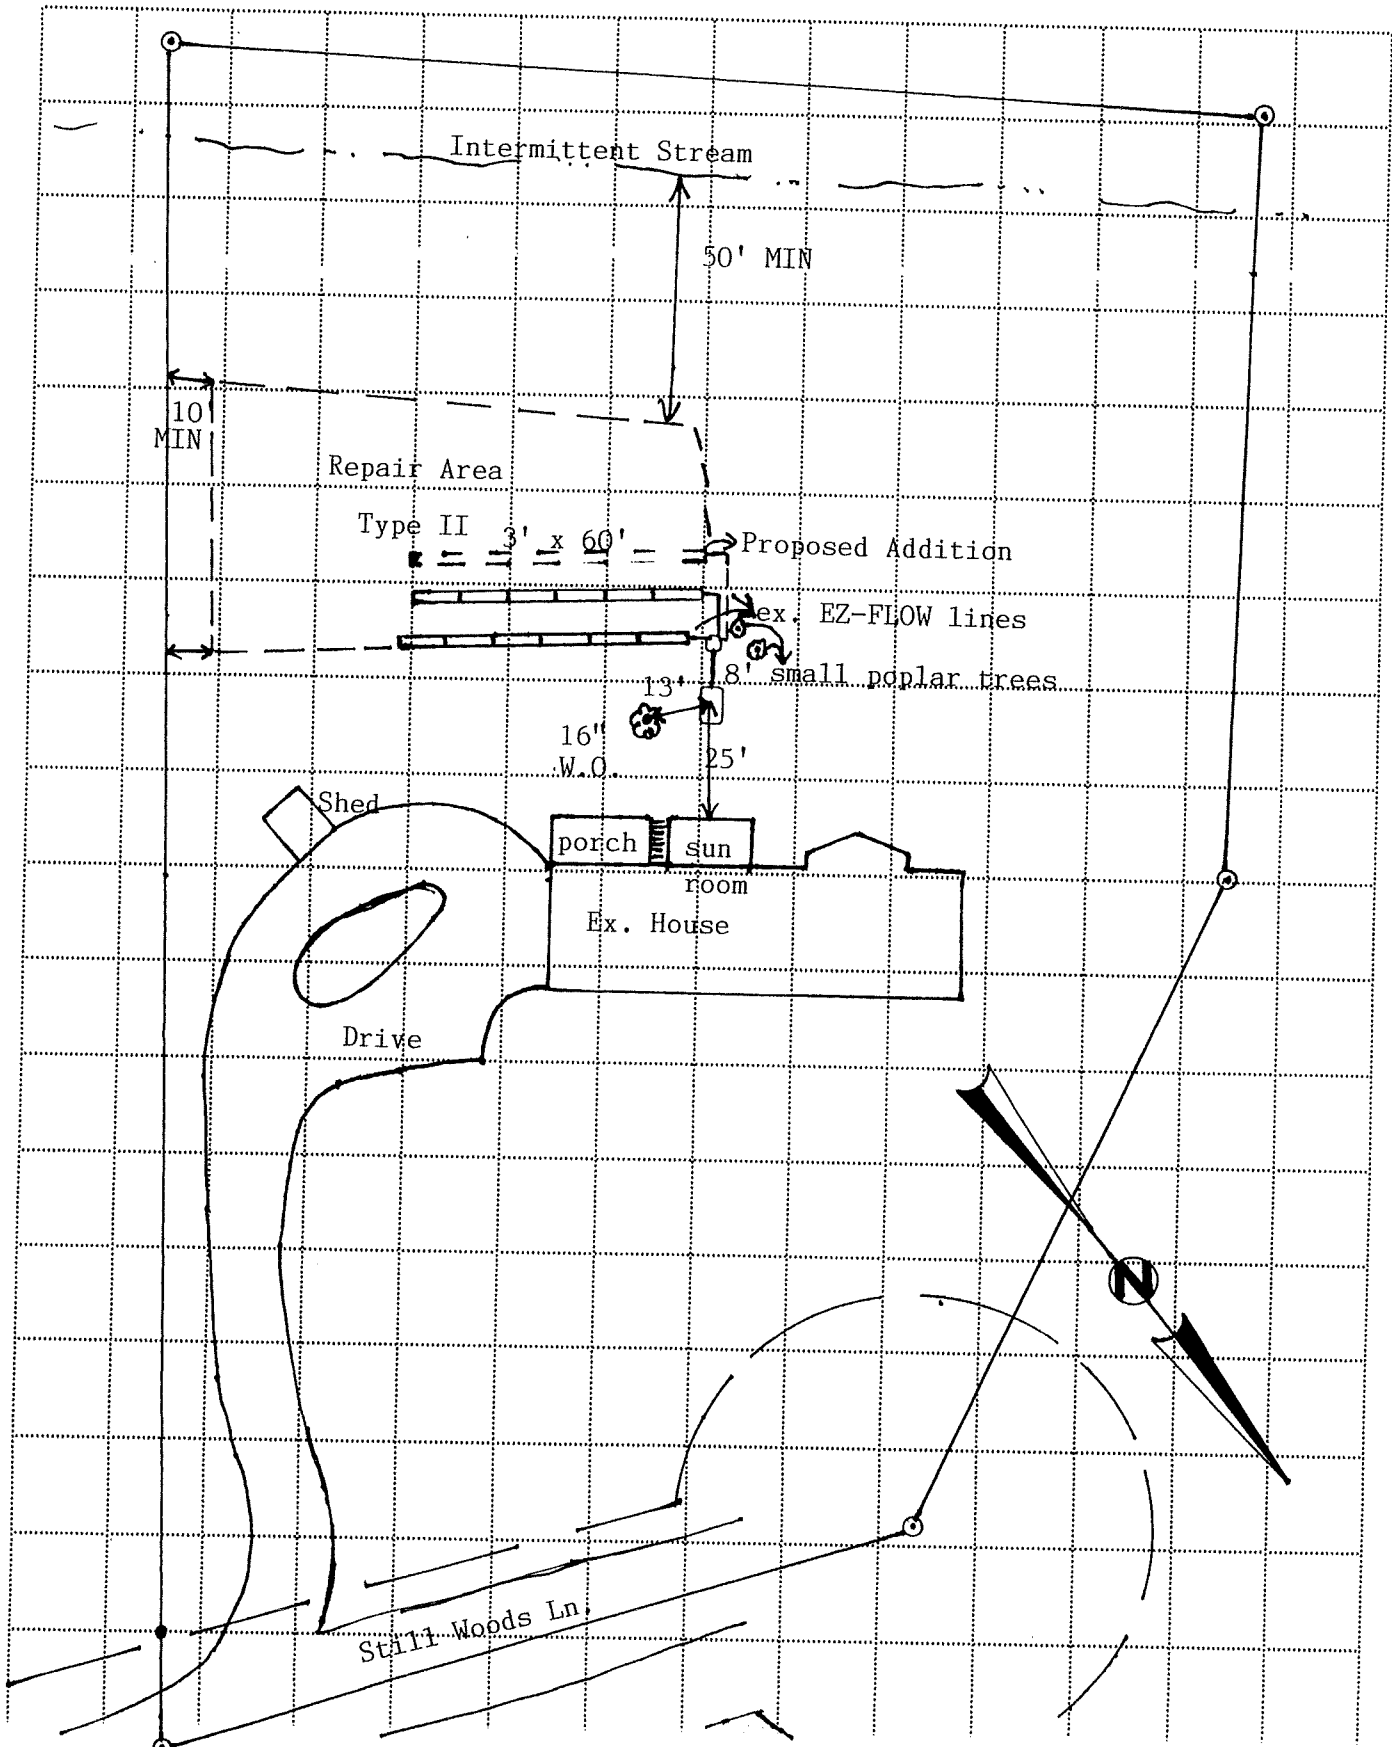 Intermittent Stream
50' MIN
10'
MIN
Repair Area
Type II 3' x 60'
Proposed Addition
ex. EZ-FLOW lines
8' small poplar trees
13'
16"
W.O.
25'
Shed
porch
sun
room
Ex. House
Drive
N
Still Woods Ln.